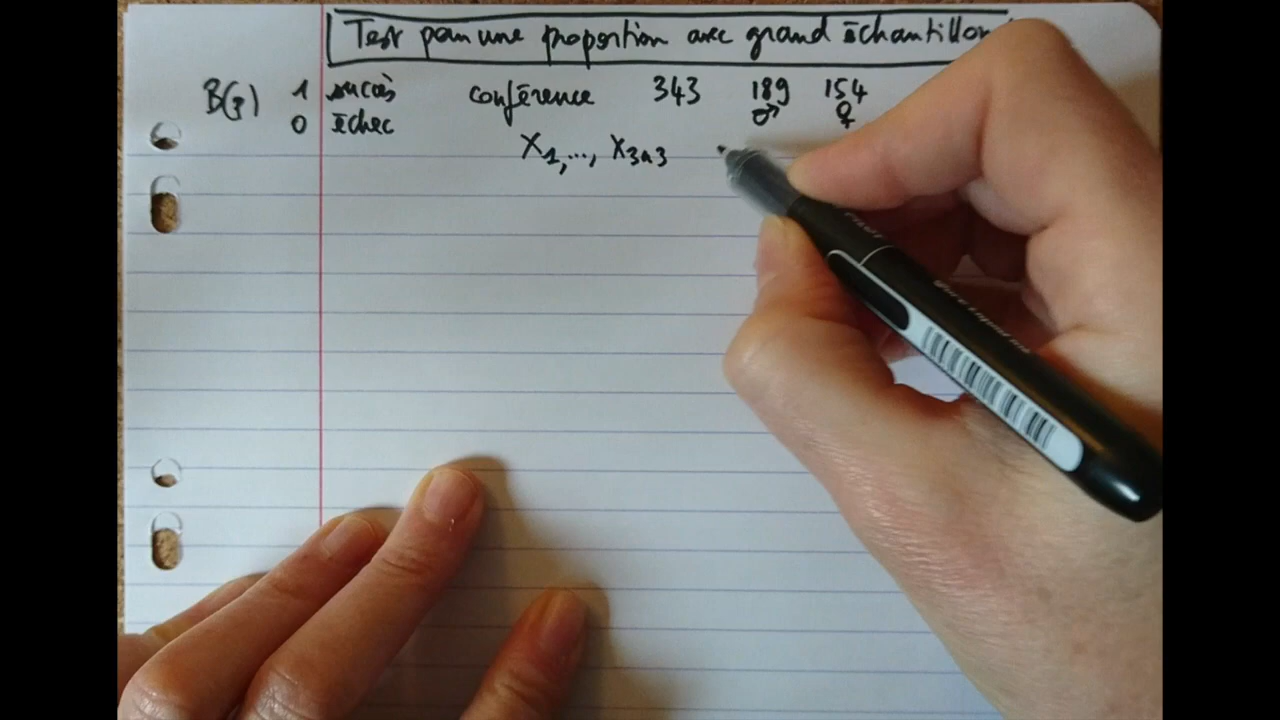 Test pour une proportion avec grand échantillon
B(p) 1 succès conférence 343 189 154
0 échec ♂ ♀
X1, ..., X343